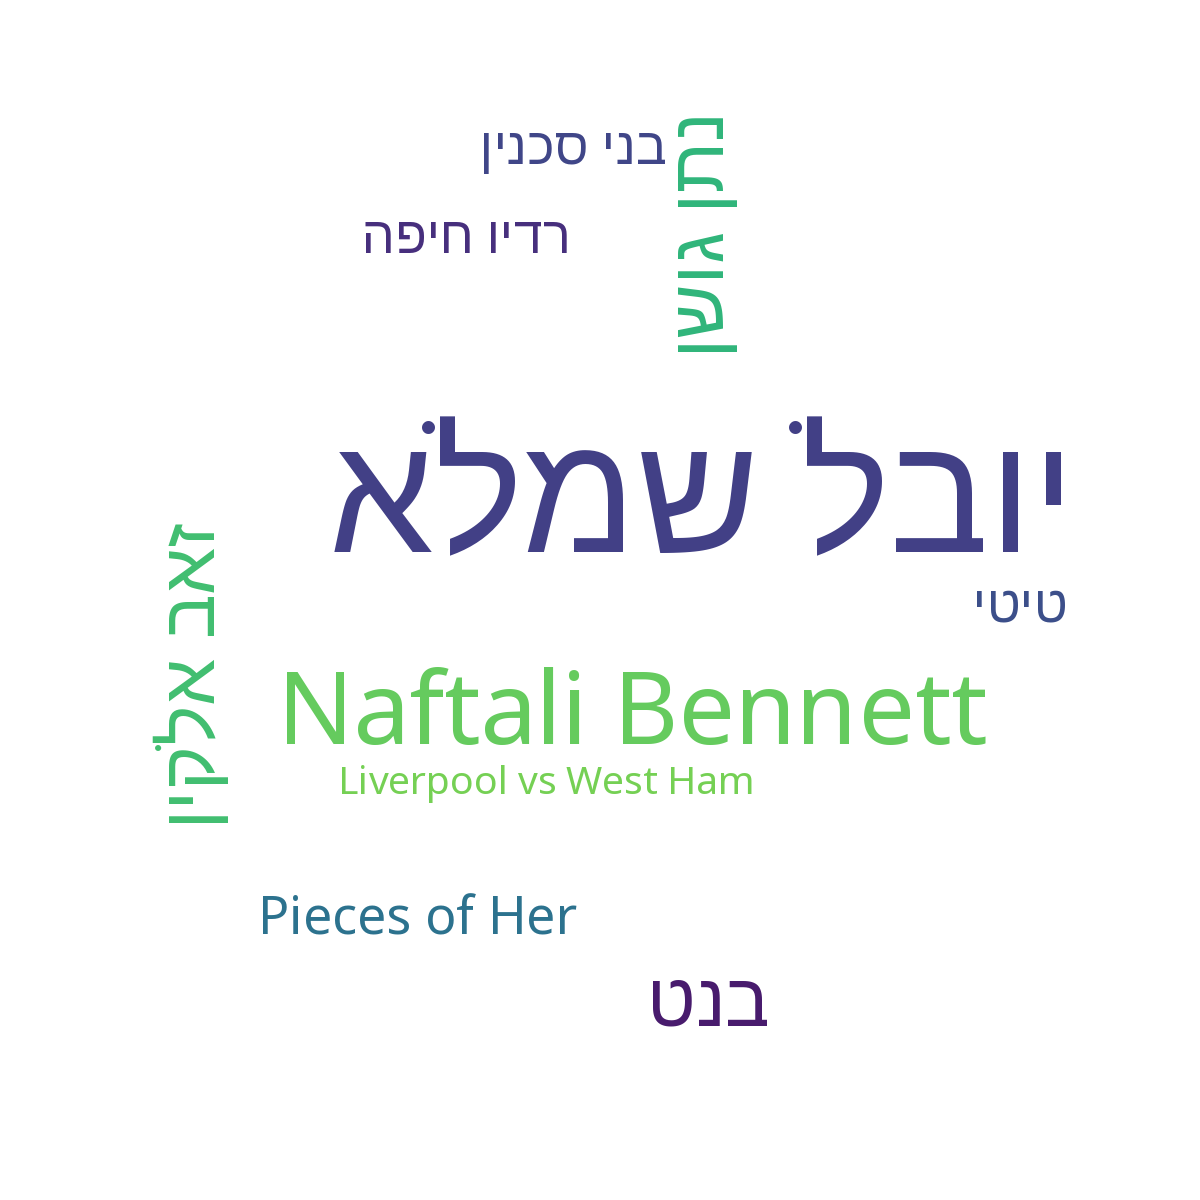 בני סכנין
נתן גושן
רדיו חיפה
יובל שמלא
טיטי
זאב אלקין
Naftali Bennett
Liverpool vs West Ham
Pieces of Her
בנט